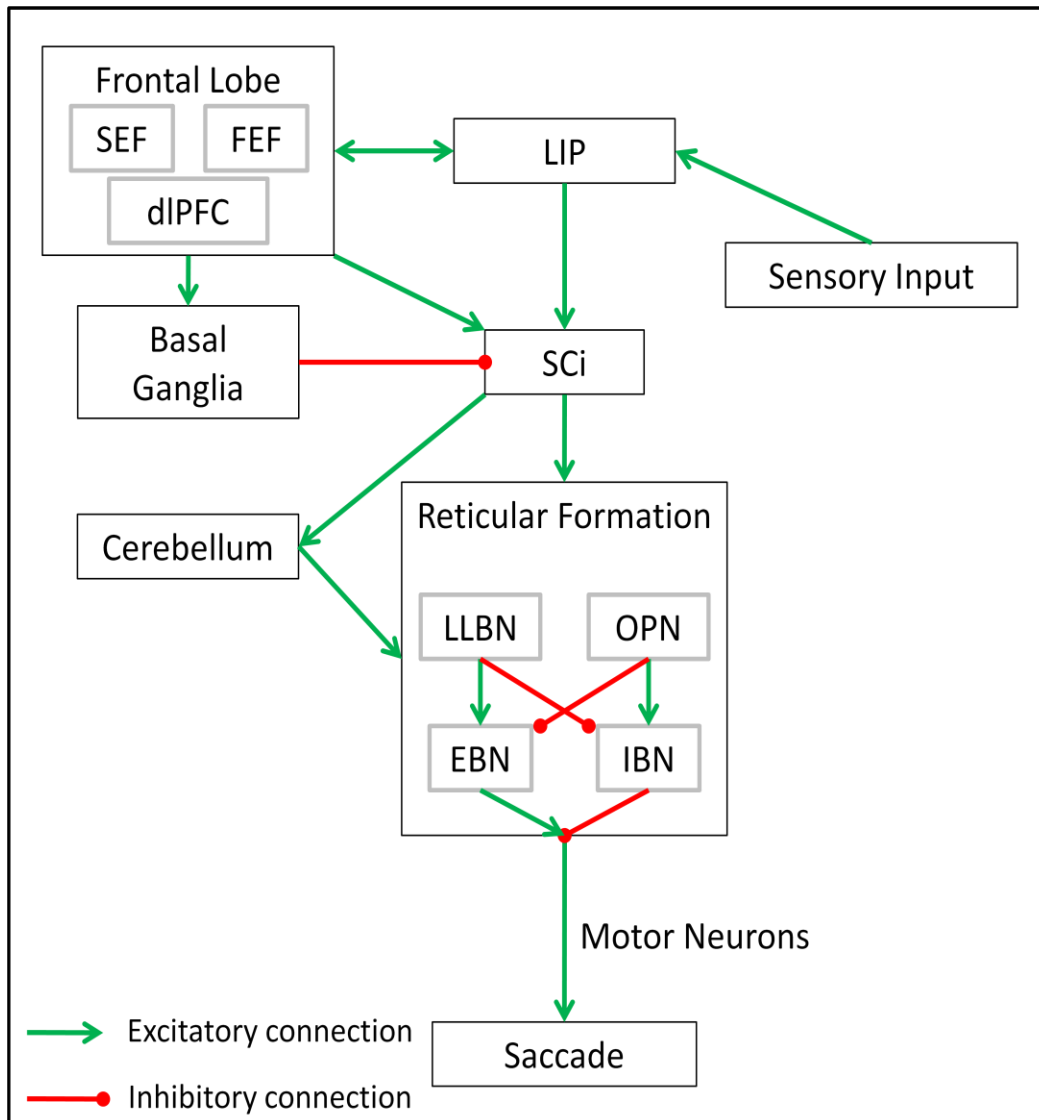 Frontal Lobe
SEF
FEF
dlPFC
LIP
Sensory Input
Basal
Ganglia
SCi
Cerebellum
Reticular Formation
LLBN
OPN
EBN
IBN
Motor Neurons
Saccade
Excitatory connection
Inhibitory connection